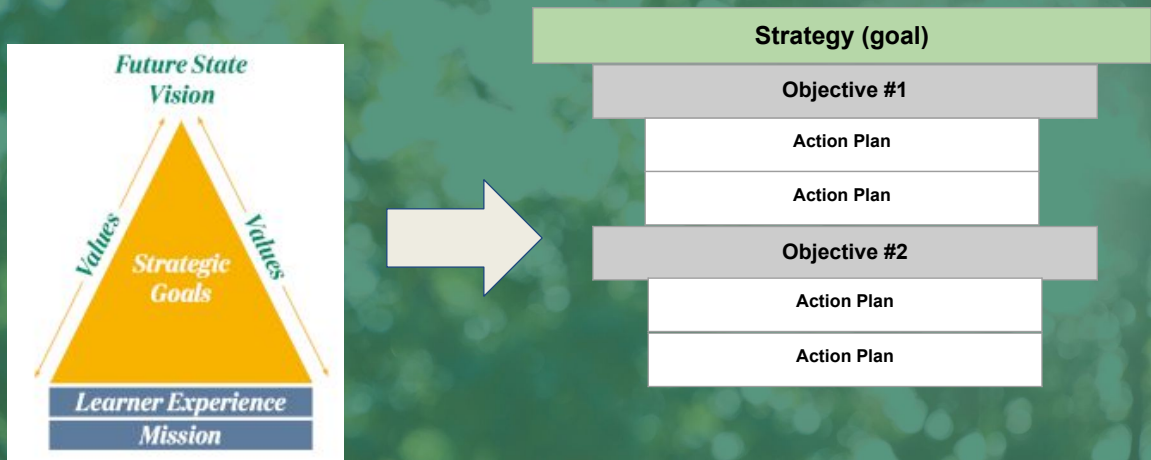 Future State
Vision
Values
Values
Strategic
Goals
Learner Experience
Mission
Strategy (goal)
Objective #1
Action Plan
Action Plan
Objective #2
Action Plan
Action Plan